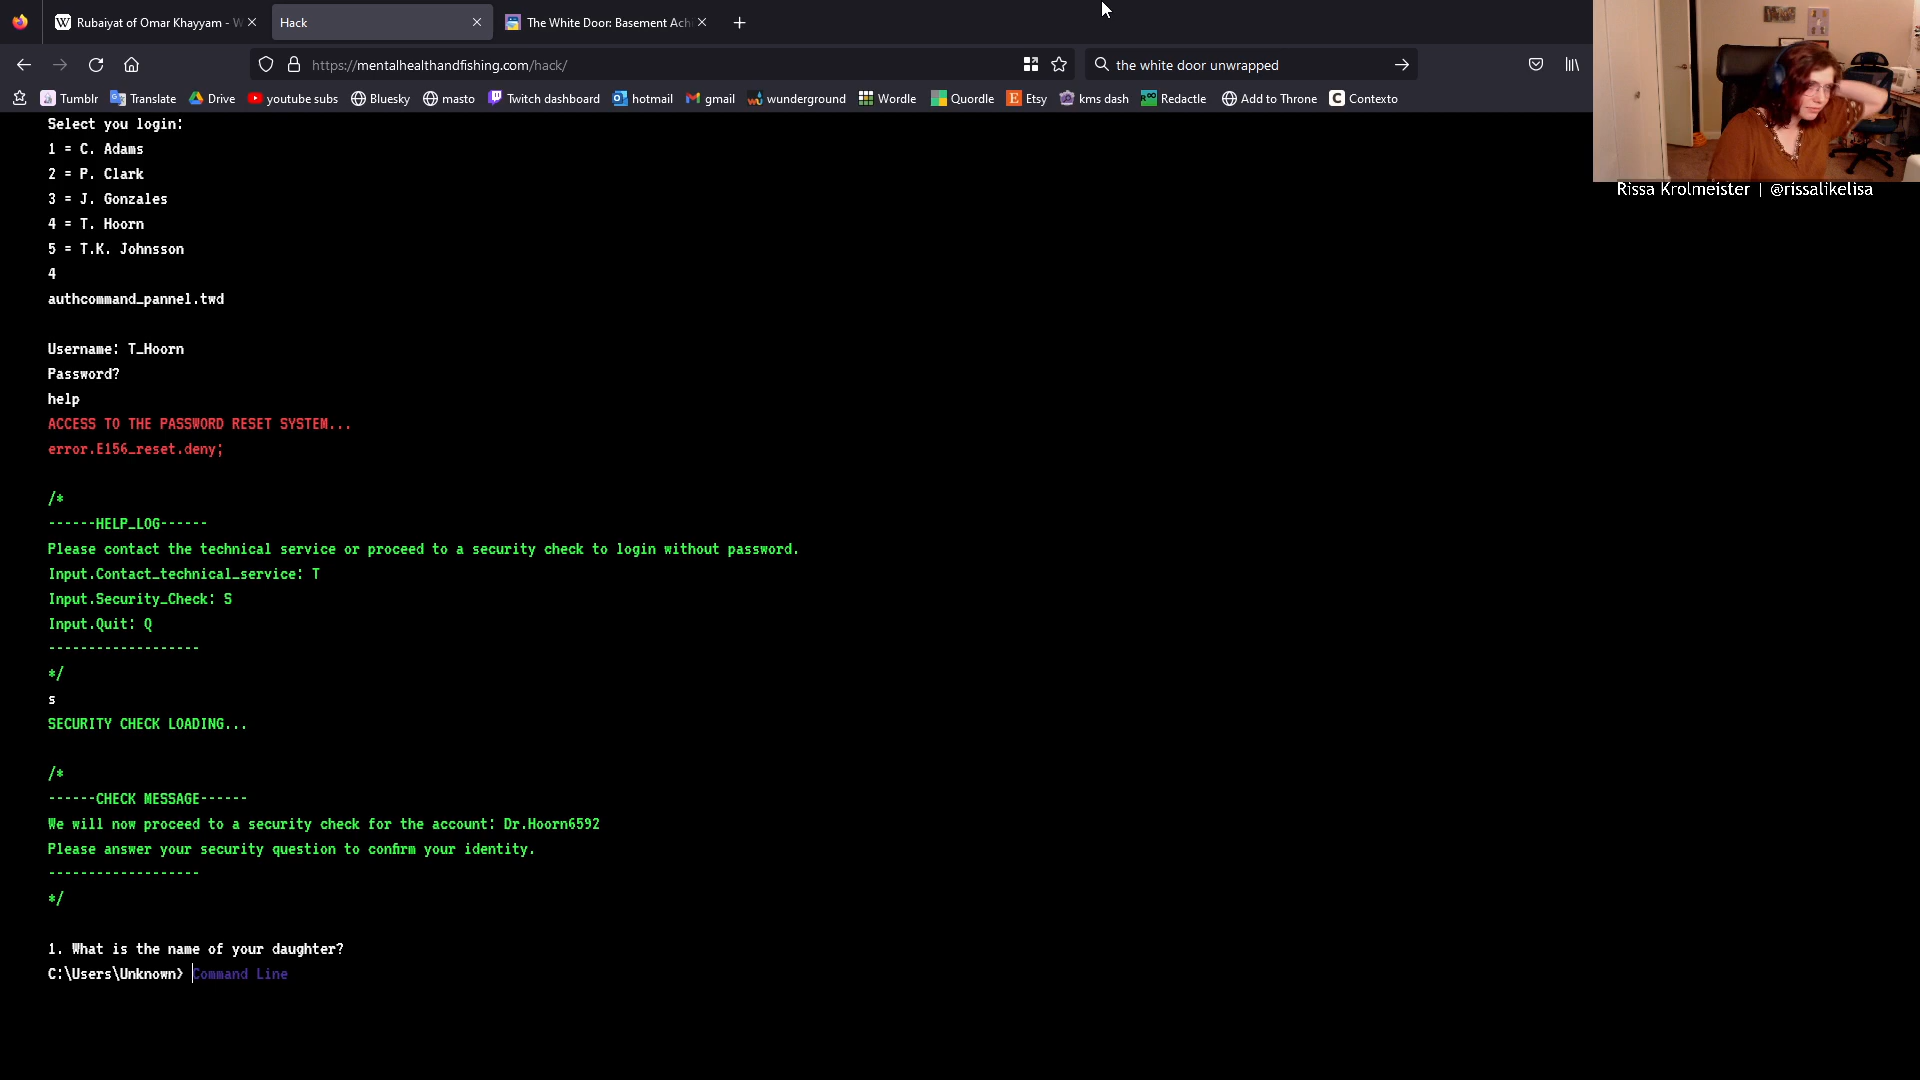 Rubaiyat of Omar Khayyam - W
Hack
The White Door: Basement Achi
https://mentalhealthandfishing.com/hack/
the white door unwrapped
Tumblr
Translate
Drive
youtube subs
Bluesky
masto
Twitch dashboard
hotmail
gmail
wunderground
Wordle
Quordle
Etsy
kms dash
Redactle
Add to Throne
Contexto
Rissa Krolmeister | @rissalikelisa
Select you login:
1 = C. Adams
2 = P. Clark
3 = J. Gonzales
4 = T. Hoorn
5 = T.K. Johnsson
4
authcommand_pannel.twd
Username: T_Hoorn
Password?
help
ACCESS TO THE PASSWORD RESET SYSTEM...
error.E156_reset.deny;
/*
------HELP_LOG------
Please contact the technical service or proceed to a security check to login without password.
Input.Contact_technical_service: T
Input.Security_Check: S
Input.Quit: Q
-------------------
*/
s
SECURITY CHECK LOADING...
/*
------CHECK MESSAGE------
We will now proceed to a security check for the account: Dr.Hoorn6592
Please answer your security question to confirm your identity.
-------------------
*/
1. What is the name of your daughter?
C:\Users\Unknown> Command Line